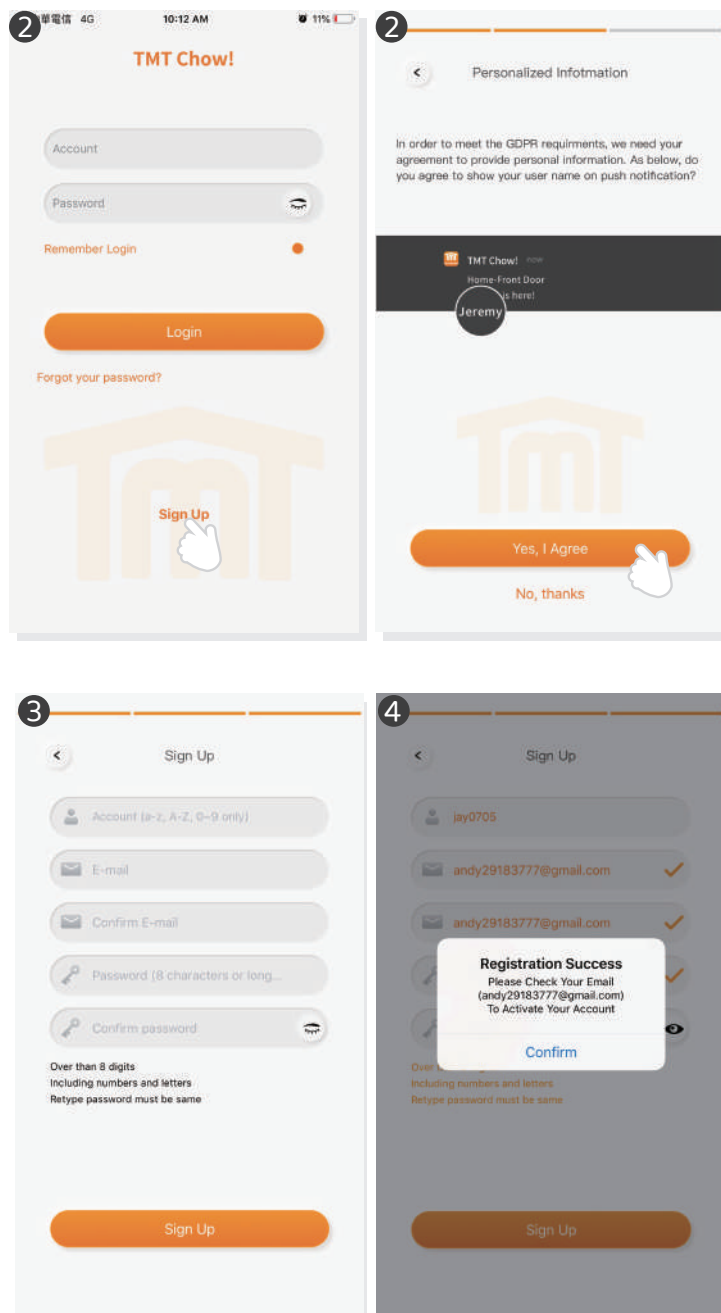 2
華電信 4G 10:12 AM 11%
TMT Chow!
Account
Password
Remember Login
Login
Forgot your password?
Sign Up
2
Personalized Infotmation
In order to meet the GDPR requirments, we need your
agreement to provide personal information. As below, do
you agree to show your user name on push notification?
TMT Chow! now
Home-Front Door
Jeremy is here!
Yes, I Agree
No, thanks
3
Sign Up
Account (a-z, A-Z, 0-9 only)
E-mail
Confirm E-mail
Password (8 characters or long...
Confirm password
Over than 8 digits
Including numbers and letters
Retype password must be same
Sign Up
4
Sign Up
jay0705
andy29183777@gmail.com
andy29183777@gmail.com
Registration Success
Please Check Your Email
(andy29183777@gmail.com)
To Activate Your Account
Confirm
Over
Including numbers and letters
Retype password must be same
Sign Up